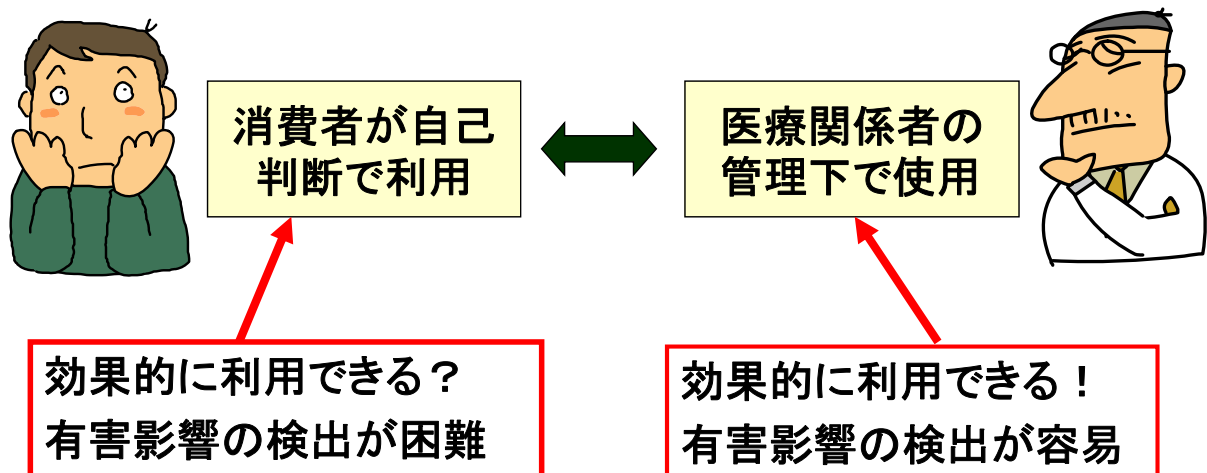 消費者が自己
判断で利用
医療関係者の
管理下で使用
効果的に利用できる？
有害影響の検出が困難
効果的に利用できる！
有害影響の検出が容易